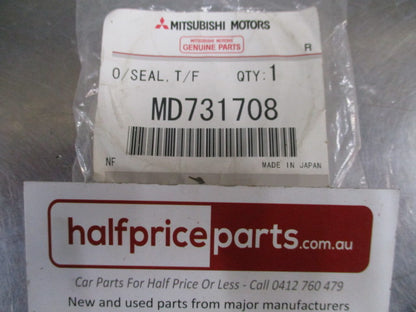 MITSUBISHI MOTORS
MITSUBISHI MOTORS
GENUINE PARTS
O/SEAL,T/F QTY:1
MD731708
NF MADE IN JAPAN
halfpriceparts.com.au
Car Parts For Half Price Or Less - Call 0412 760 479
New and used parts from major manufacturers